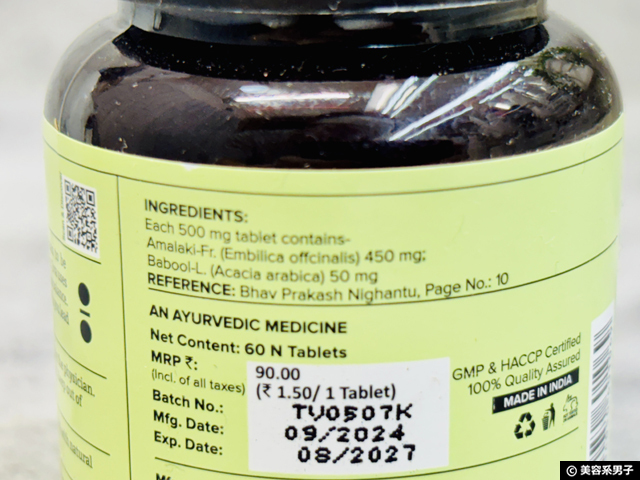 INGREDIENTS:
Each 500 mg tablet contains-
Amalaki-Fr. (Embilica offcinalis) 450 mg;
Babool-L. (Acacia arabica) 50 mg
REFERENCE: Bhav Prakash Nighantu, Page No.: 10
AN AYURVEDIC MEDICINE
Net Content: 60 N Tablets
MRP ₹: 90.00
(Incl. of all taxes) (₹ 1.50/ 1 Tablet)
Batch No.: TV0507K
Mfg. Date: 09/2024
Exp. Date: 08/2027
GMP & HACCP Certified
100% Quality Assured
MADE IN INDIA
physician.
natural
© 美容系男子